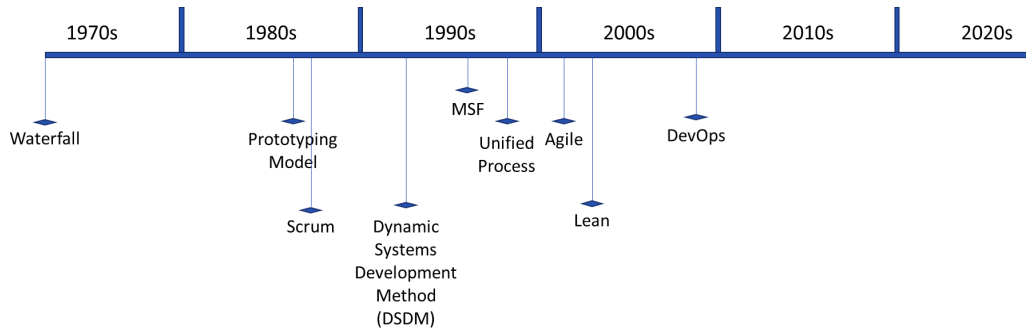 1970s
1980s
1990s
2000s
2010s
2020s
Waterfall
Prototyping
Model
Scrum
Dynamic
Systems
Development
Method
(DSDM)
MSF
Unified
Process
Agile
Lean
DevOps